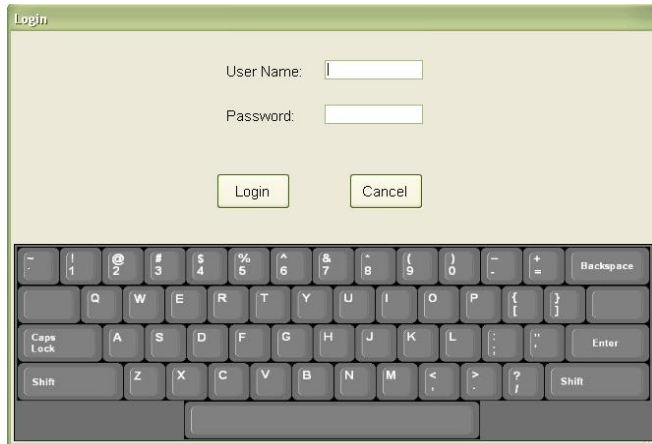 Login
User Name:
Password:
Login Cancel
~ ! @ # $ % ^ & * ( ) – + Backspace
` 1 2 3 4 5 6 7 8 9 0 - =
Q W E R T Y U I O P { }
[ ]
Caps A S D F G H J K L : " Enter
Lock ; '
Shift Z X C V B N M < > ? Shift
, . /